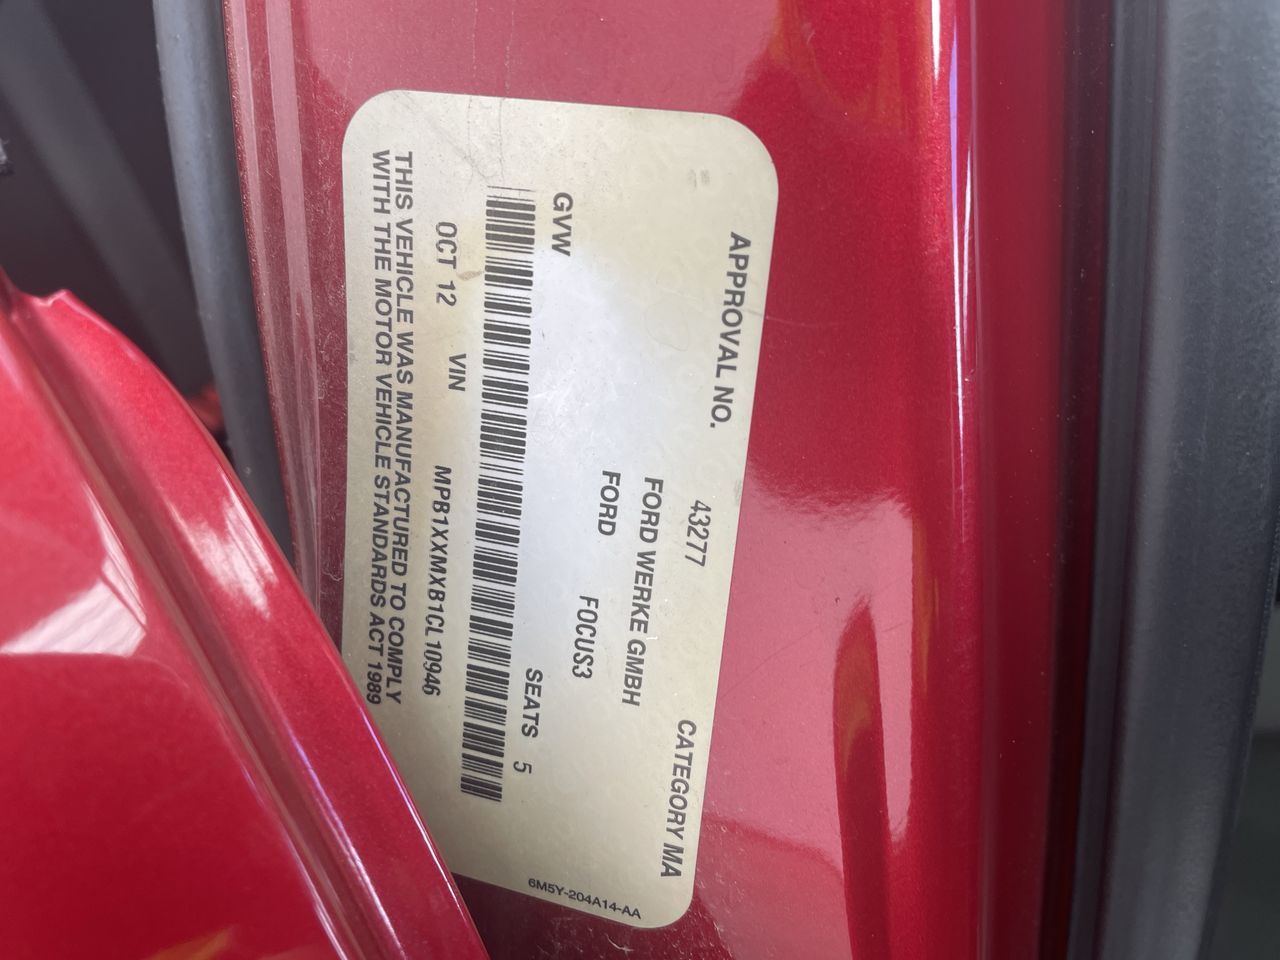 APPROVAL NO. 43277 CATEGORY MA
FORD WERKE GMBH
FORD FOCUS3
GVW SEATS 5
OCT 12 VIN MPB1XXMXB1CL10946
THIS VEHICLE WAS MANUFACTURED TO COMPLY
WITH THE MOTOR VEHICLE STANDARDS ACT 1989
6M5Y-204A14-AA